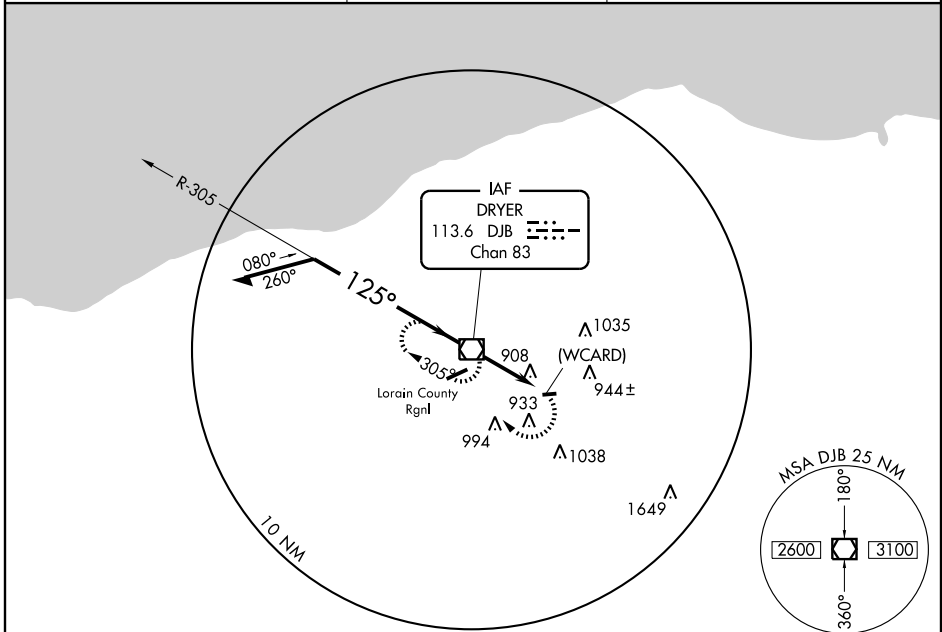 R-305
080°
260°
125°
IAF
DRYER
113.6 DJB
Chan 83
305°
Lorain County
Rgnl
908
1035
(WCARD)
944±
933
994
1038
1649
10 NM
MSA DJB 25 NM
180°
2600
3100
360°